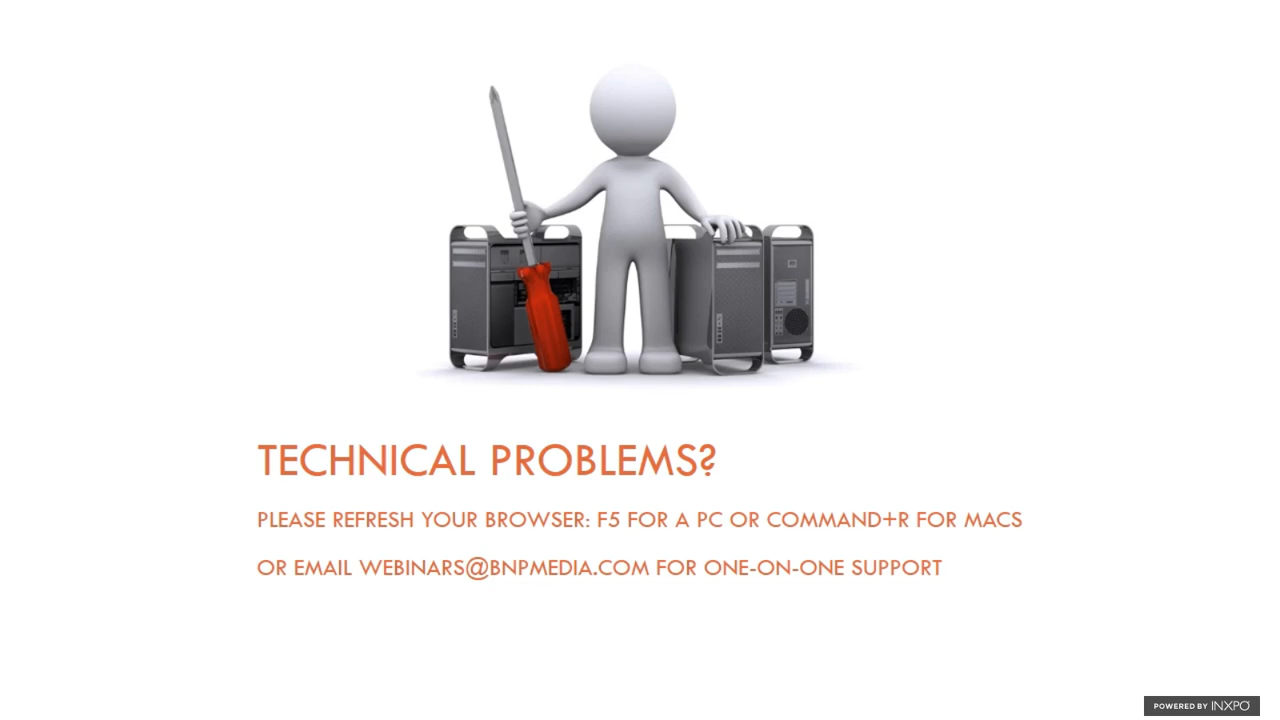 TECHNICAL PROBLEMS?
PLEASE REFRESH YOUR BROWSER: F5 FOR A PC OR COMMAND+R FOR MACS
OR EMAIL WEBINARS@BNPMEDIA.COM FOR ONE-ON-ONE SUPPORT
POWERED BY INXPO